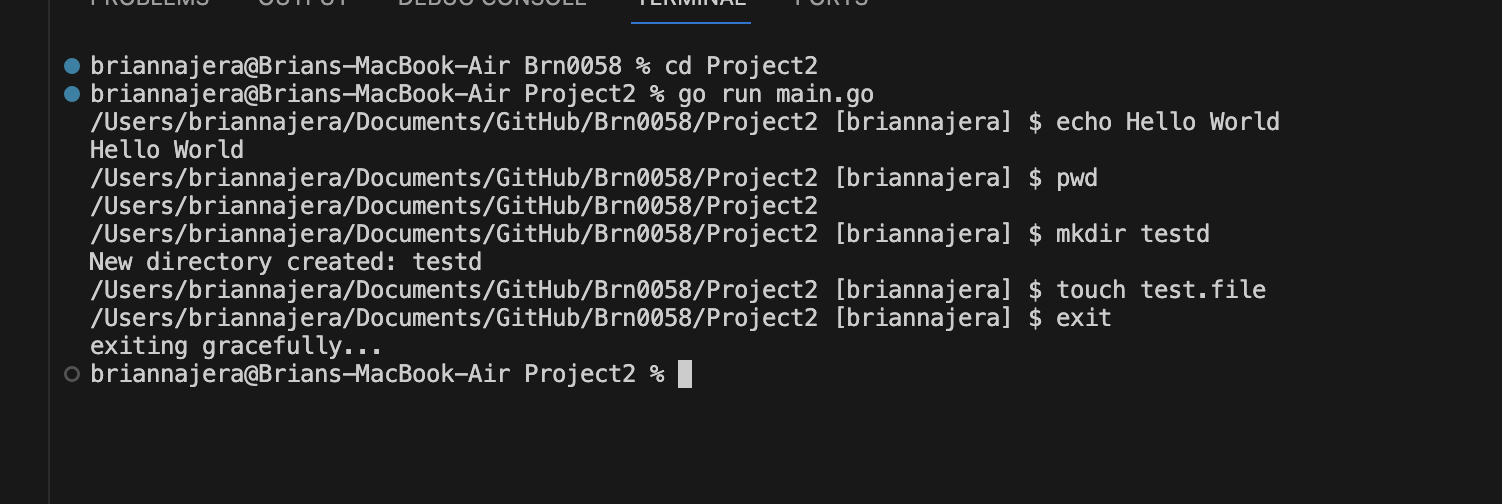 PROBLEMS OUTPUT DEBUG CONSOLE TERMINAL PORTS
briannajera@Brians-MacBook-Air Brn0058 % cd Project2
briannajera@Brians-MacBook-Air Project2 % go run main.go
/Users/briannajera/Documents/GitHub/Brn0058/Project2 [briannajera] $ echo Hello World
Hello World
/Users/briannajera/Documents/GitHub/Brn0058/Project2 [briannajera] $ pwd
/Users/briannajera/Documents/GitHub/Brn0058/Project2
/Users/briannajera/Documents/GitHub/Brn0058/Project2 [briannajera] $ mkdir testd
New directory created: testd
/Users/briannajera/Documents/GitHub/Brn0058/Project2 [briannajera] $ touch test.file
/Users/briannajera/Documents/GitHub/Brn0058/Project2 [briannajera] $ exit
exiting gracefully...
briannajera@Brians-MacBook-Air Project2 %